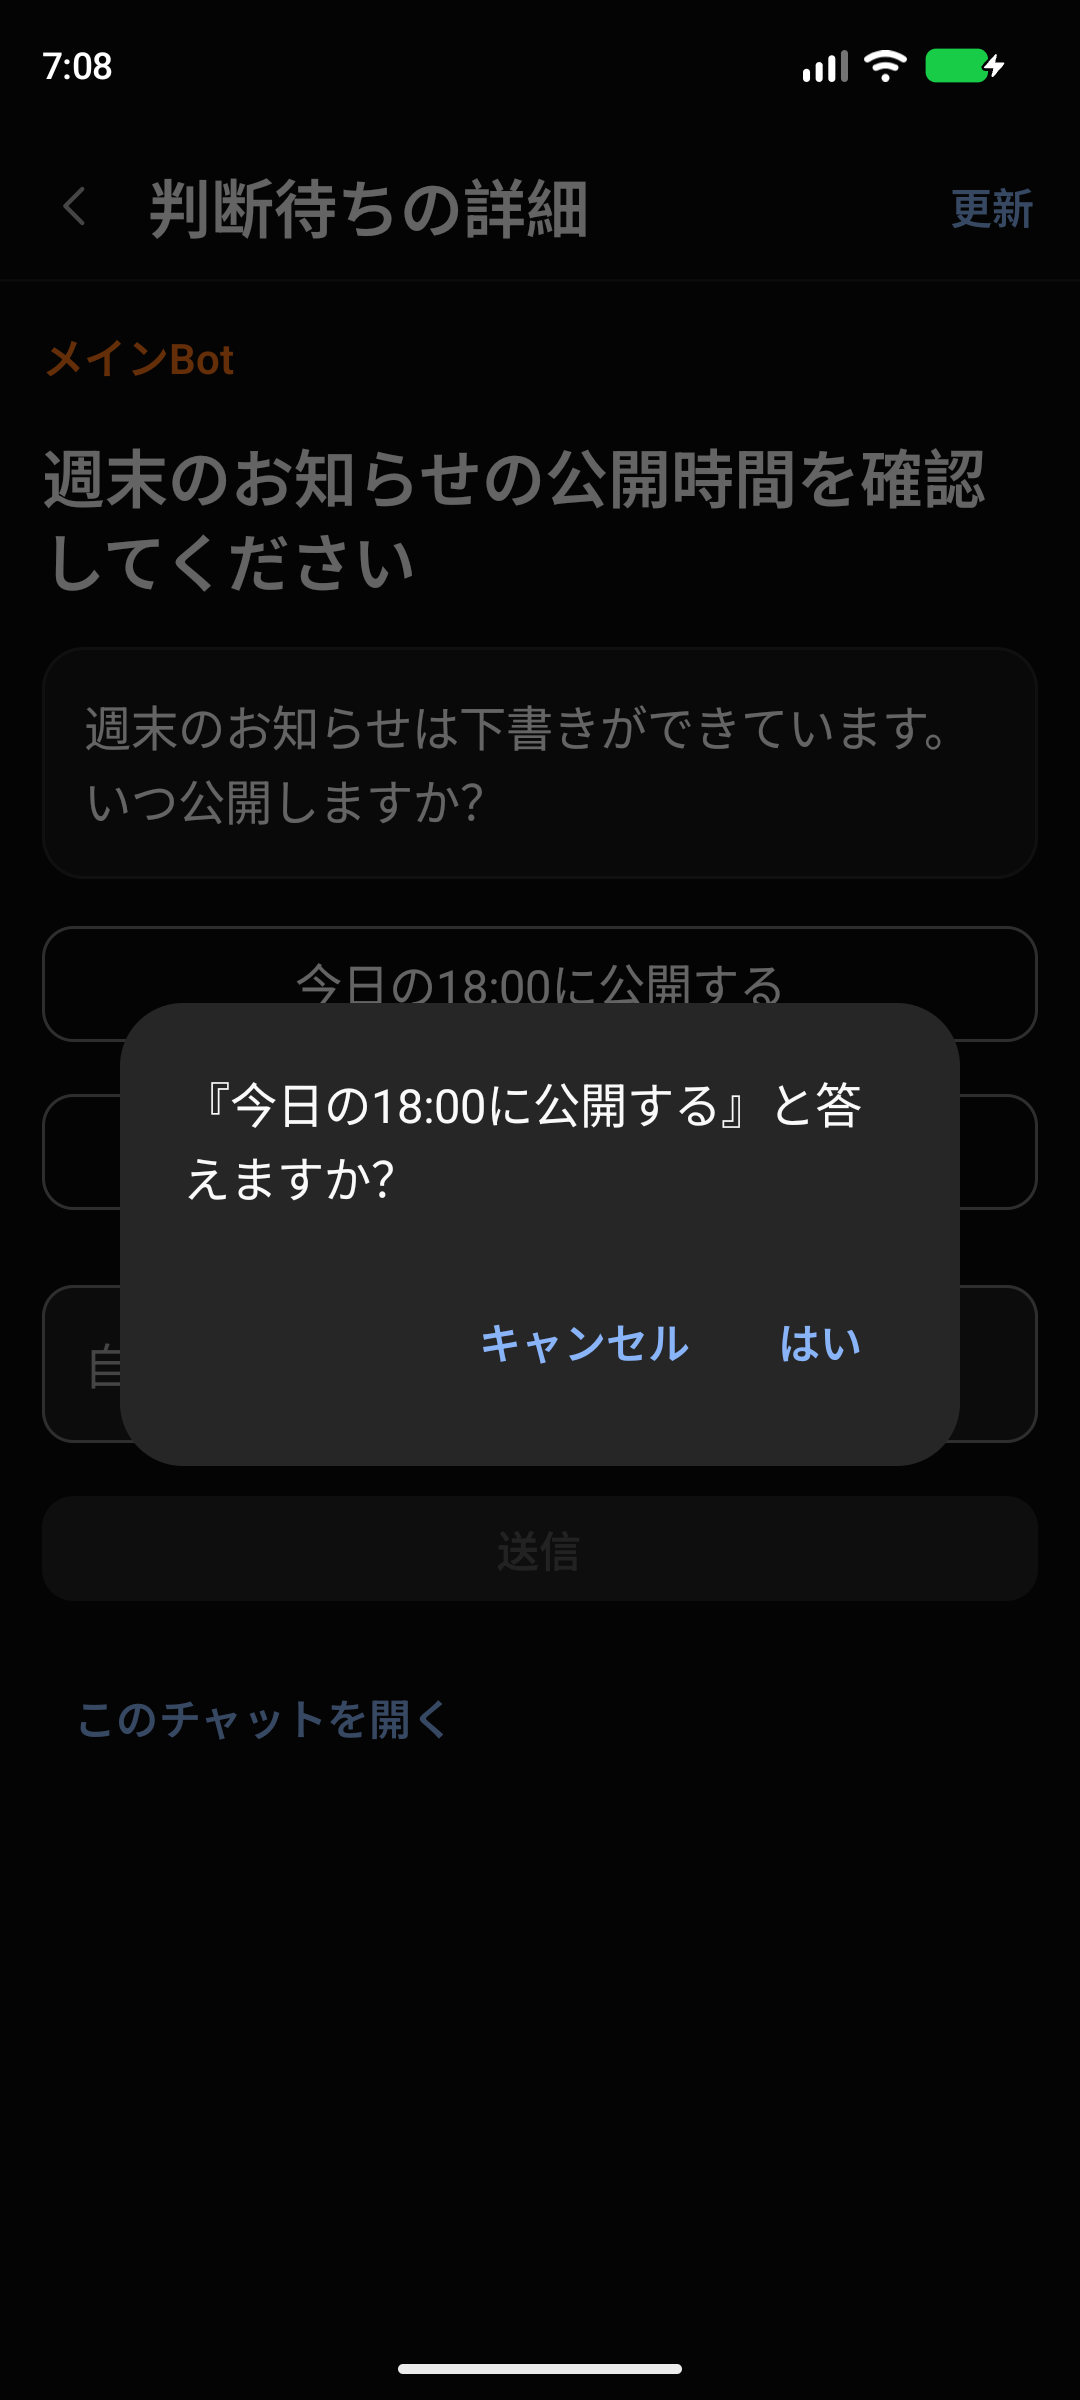 7:08
判断待ちの詳細
更新
メインBot
週末のお知らせの公開時間を確認
してください
週末のお知らせは下書きができています。
いつ公開しますか?
今日の18:00に公開する
『今日の18:00に公開する』と答
えますか?
キャンセル
はい
自
送信
このチャットを開く